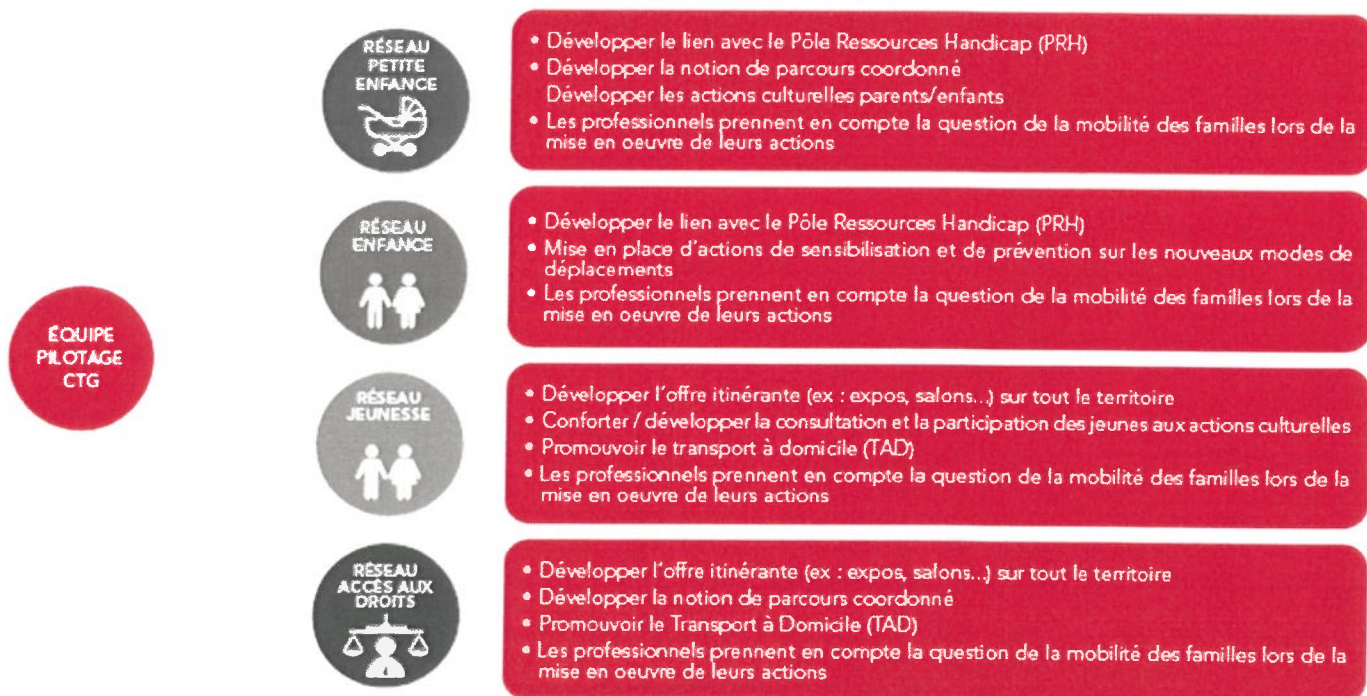 ÉQUIPE
PILOTAGE
CTG
RÉSEAU
PETITE
ENFANCE
• Développer le lien avec le Pôle Ressources Handicap (PRH)
• Développer la notion de parcours coordonné
Développer les actions culturelles parents/enfants
• Les professionnels prennent en compte la question de la mobilité des familles lors de la
mise en oeuvre de leurs actions
RÉSEAU
ENFANCE
• Développer le lien avec le Pôle Ressources Handicap (PRH)
• Mise en place d'actions de sensibilisation et de prévention sur les nouveaux modes de
déplacements
• Les professionnels prennent en compte la question de la mobilité des familles lors de la
mise en oeuvre de leurs actions
RÉSEAU
JEUNESSE
• Développer l'offre itinérante (ex : expos, salons...) sur tout le territoire
• Conforter / développer la consultation et la participation des jeunes aux actions culturelles
• Promouvoir le transport à domicile (TAD)
• Les professionnels prennent en compte la question de la mobilité des familles lors de la
mise en oeuvre de leurs actions
RÉSEAU
ACCÈS AUX
DROITS
• Développer l'offre itinérante (ex : expos, salons...) sur tout le territoire
• Développer la notion de parcours coordonné
• Promouvoir le Transport à Domicile (TAD)
• Les professionnels prennent en compte la question de la mobilité des familles lors de la
mise en oeuvre de leurs actions